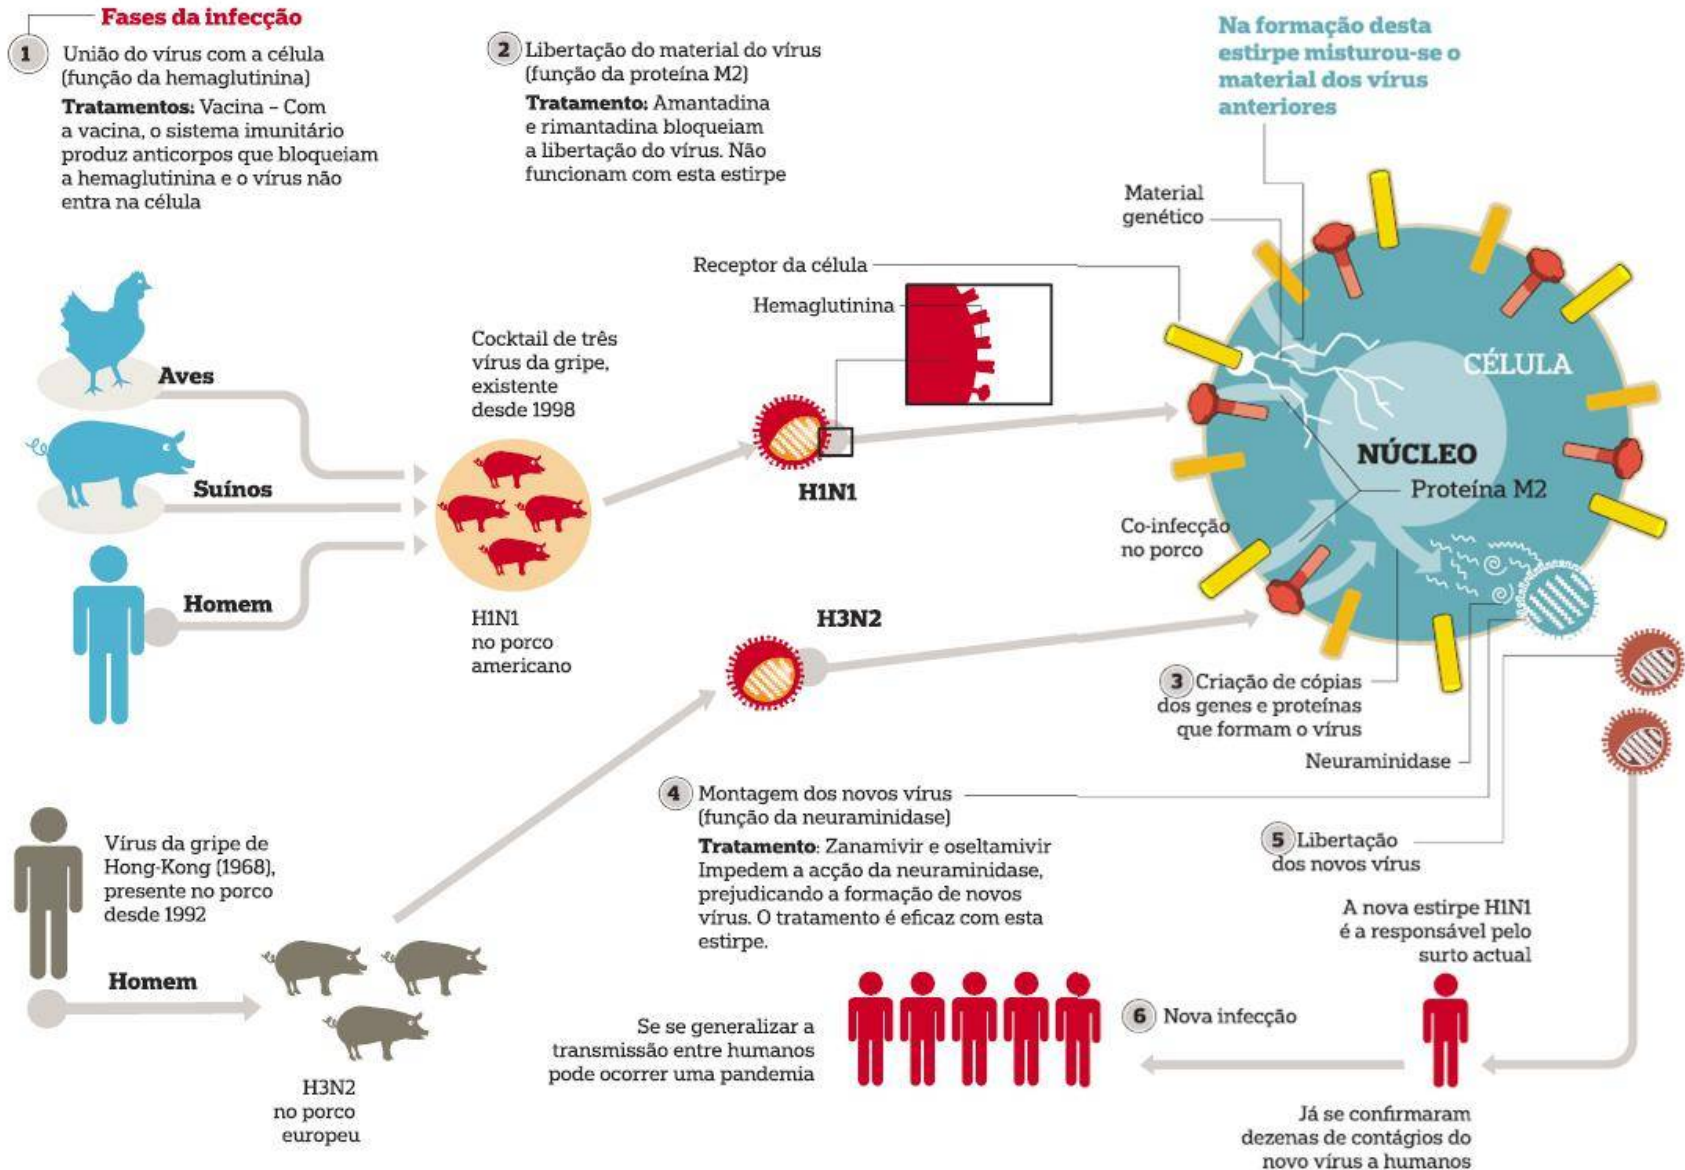 Fases da infecção
1
União do vírus com a célula
(função da hemaglutinina)
Tratamentos: Vacina – Com
a vacina, o sistema imunitário
produz anticorpos que bloqueiam
a hemaglutinina e o vírus não
entra na célula
2
Libertação do material do vírus
(função da proteína M2)
Tratamento: Amantadina
e rimantadina bloqueiam
a libertação do vírus. Não
funcionam com esta estirpe
Na formação desta
estirpe misturou-se o
material dos vírus
anteriores
Material
genético
Receptor da célula
Hemaglutinina
Aves
Suínos
Homem
Cocktail de três
vírus da gripe,
existente
desde 1998
H1N1
no porco
americano
H1N1
H3N2
CÉLULA
NÚCLEO
Proteína M2
Co-infecção
no porco
3 Criação de cópias
dos genes e proteínas
que formam o vírus
Neuraminidase
4 Montagem dos novos vírus
(função da neuraminidase)
Tratamento: Zanamivir e oseltamivir
Impedem a acção da neuraminidase,
prejudicando a formação de novos
vírus. O tratamento é eficaz com esta
estirpe.
5 Libertação
dos novos vírus
Vírus da gripe de
Hong-Kong (1968),
presente no porco
desde 1992
Homem
H3N2
no porco
europeu
A nova estirpe H1N1
é a responsável pelo
surto actual
6 Nova infecção
Se se generalizar a
transmissão entre humanos
pode ocorrer uma pandemia
Já se confirmaram
dezenas de contágios do
novo vírus a humanos